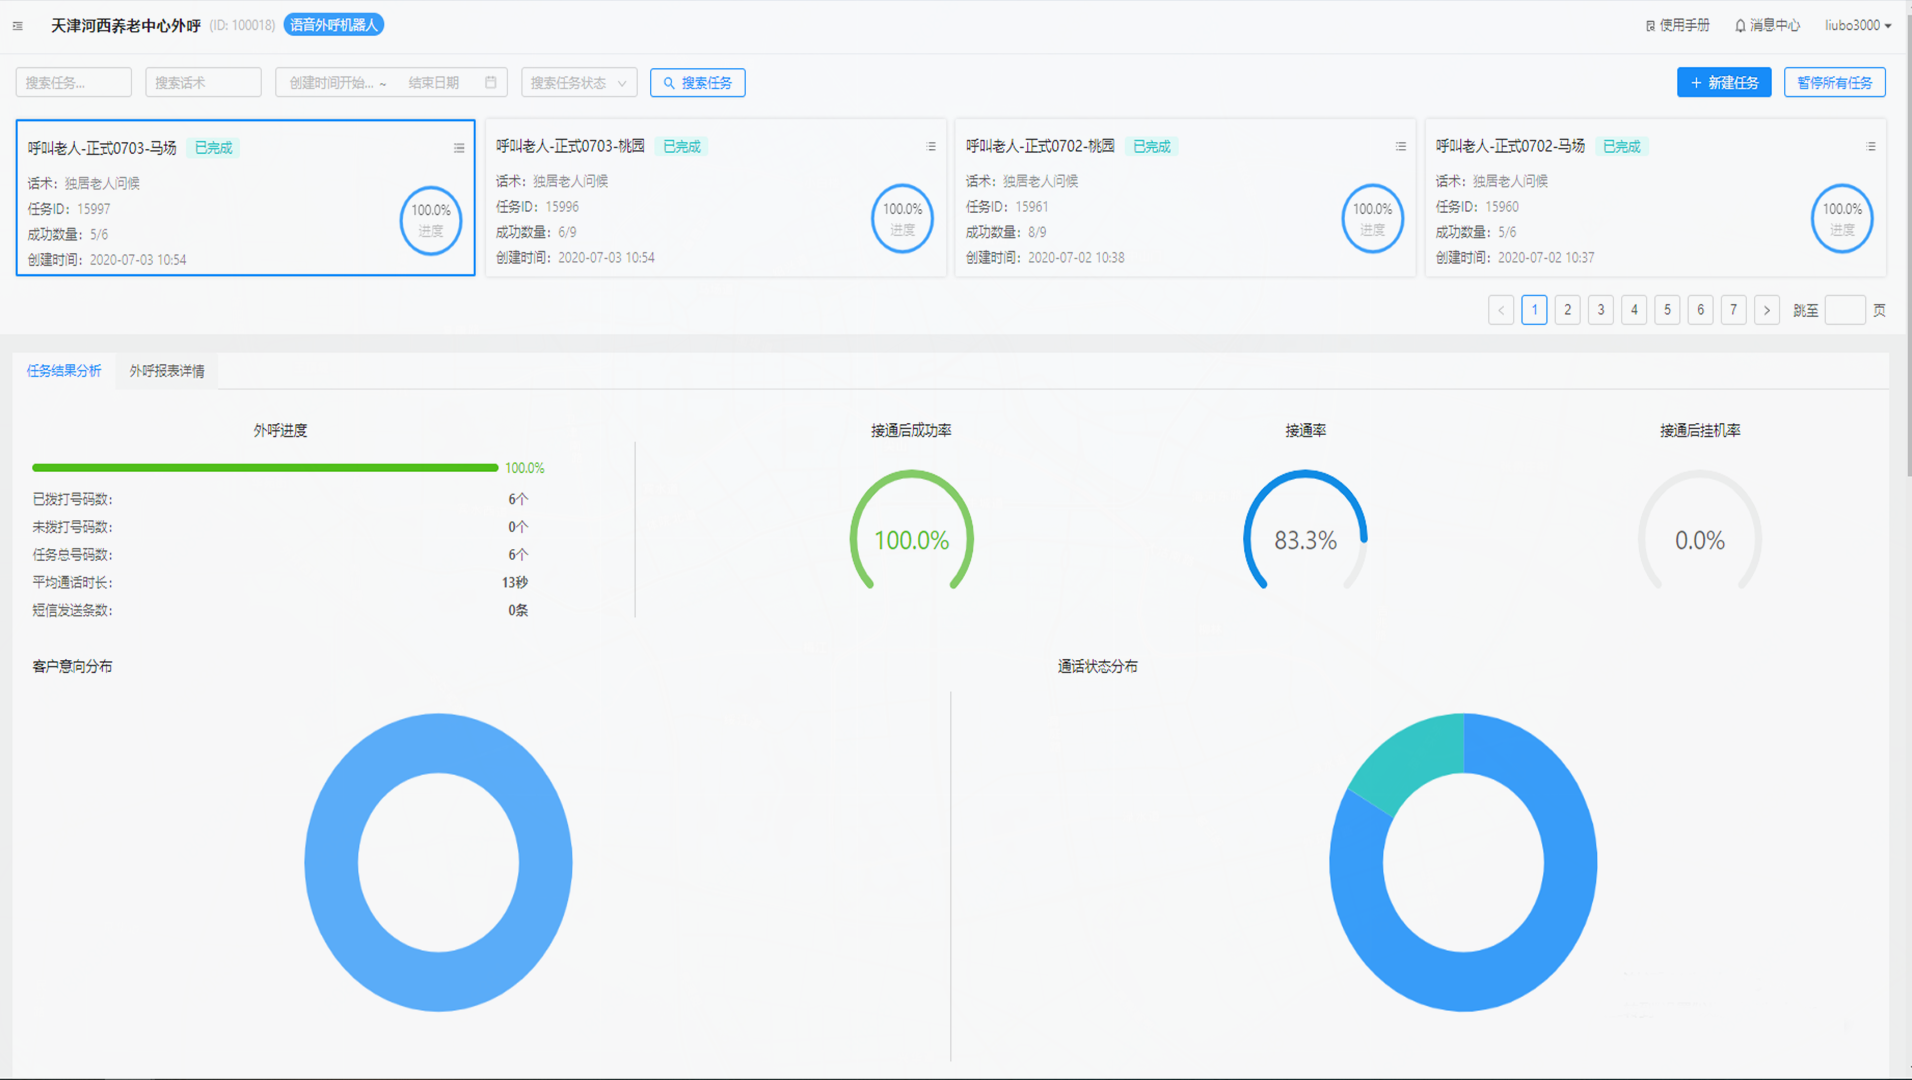 天津河西养老中心外呼 (ID: 100018) 语音外呼机器人 使用手册 消息中心 liubo3000
搜索任务... 搜索话术 创建时间开始... ~ 结束日期 搜索任务状态 搜索任务 + 新建任务 暂停所有任务
呼叫老人-正式0703-马场 已完成
话术: 独居老人问候
任务ID: 15997
成功数量: 5/6
创建时间: 2020-07-03 10:54
100.0%
进度
呼叫老人-正式0703-桃园 已完成
话术: 独居老人问候
任务ID: 15996
成功数量: 6/9
创建时间: 2020-07-03 10:54
100.0%
进度
呼叫老人-正式0702-桃园 已完成
话术: 独居老人问候
任务ID: 15961
成功数量: 8/9
创建时间: 2020-07-02 10:38
100.0%
进度
呼叫老人-正式0702-马场 已完成
话术: 独居老人问候
任务ID: 15960
成功数量: 5/6
创建时间: 2020-07-02 10:37
100.0%
进度
< 1 2 3 4 5 6 7 > 跳至 页
任务结果分析 外呼报表详情
外呼进度
100.0%
已拨打号码数: 6个
未拨打号码数: 0个
任务总号码数: 6个
平均通话时长: 13秒
短信发送条数: 0条
接通后成功率
100.0%
接通率
83.3%
接通后挂机率
0.0%
客户意向分布
通话状态分布